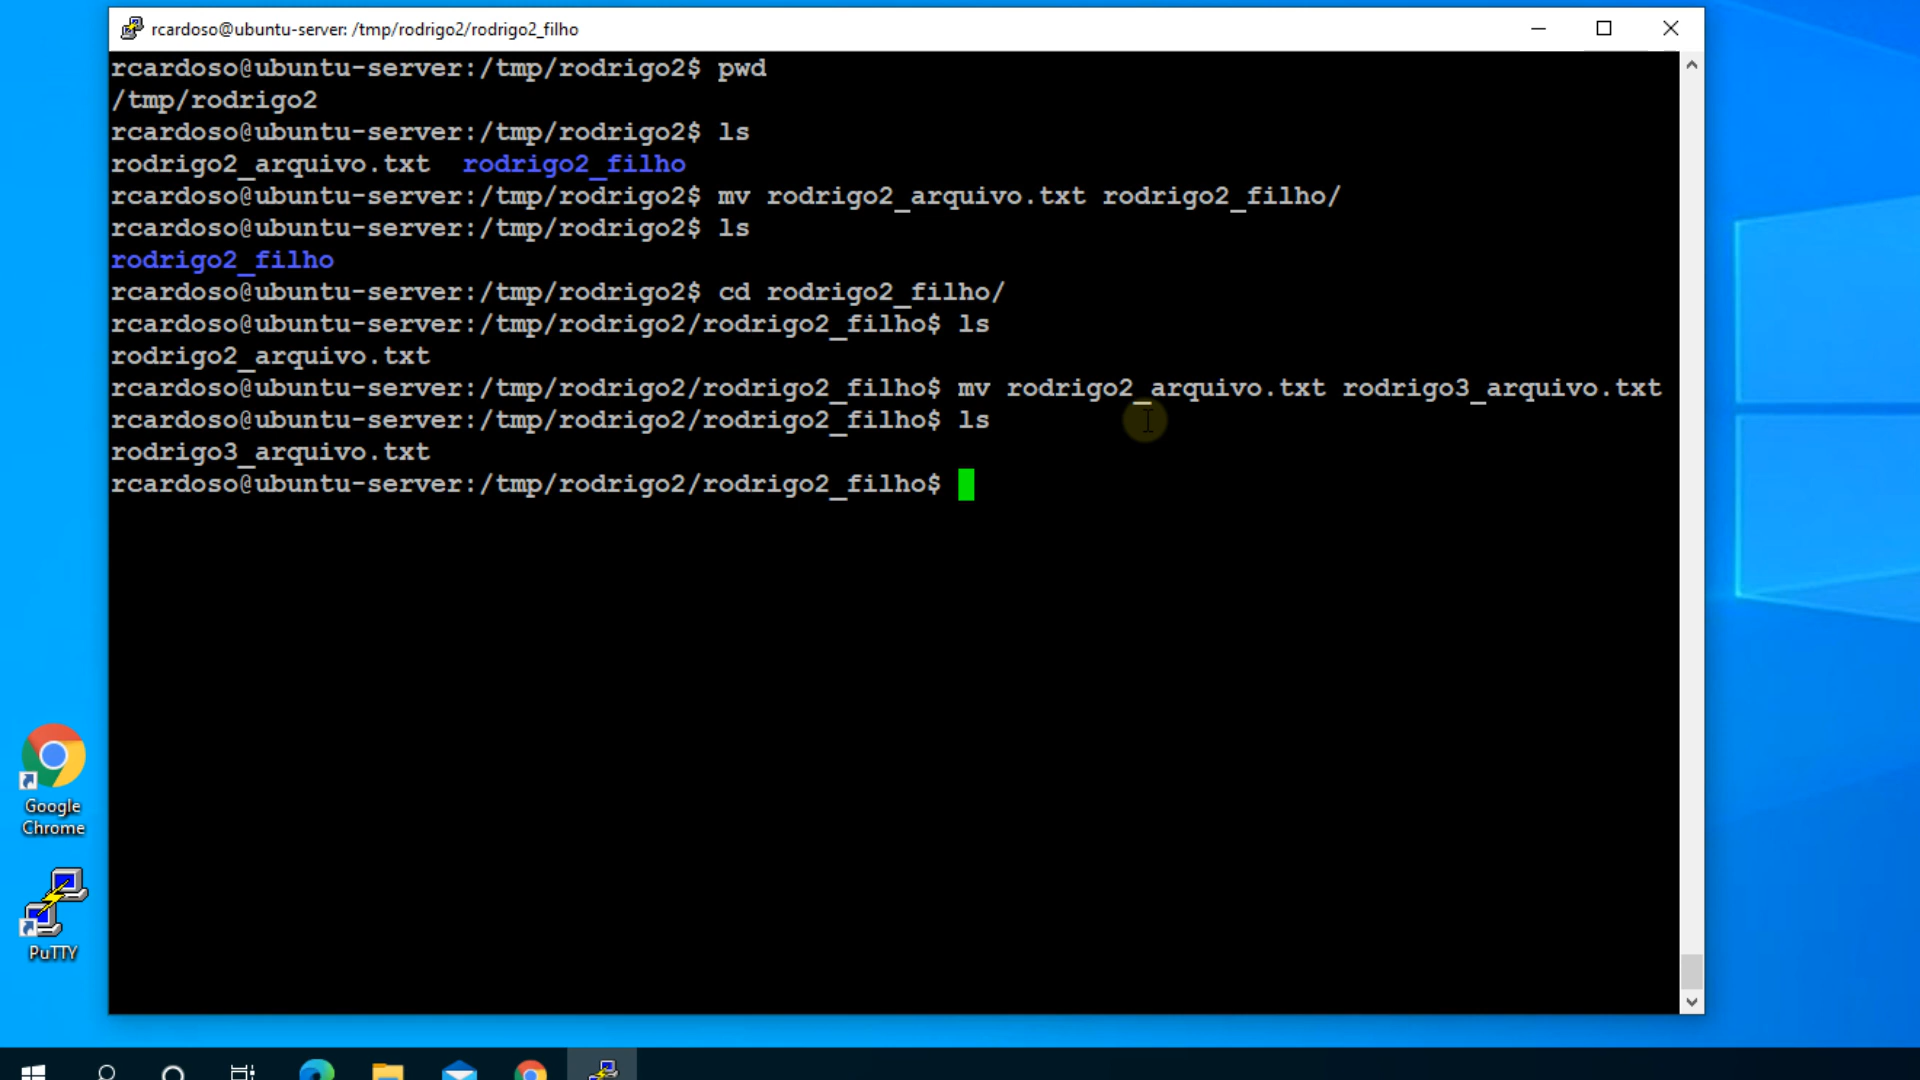 rcardoso@ubuntu-server: /tmp/rodrigo2/rodrigo2_filho
rcardoso@ubuntu-server:/tmp/rodrigo2$ pwd
/tmp/rodrigo2
rcardoso@ubuntu-server:/tmp/rodrigo2$ ls
rodrigo2_arquivo.txt  rodrigo2_filho
rcardoso@ubuntu-server:/tmp/rodrigo2$ mv rodrigo2_arquivo.txt rodrigo2_filho/
rcardoso@ubuntu-server:/tmp/rodrigo2$ ls
rodrigo2_filho
rcardoso@ubuntu-server:/tmp/rodrigo2$ cd rodrigo2_filho/
rcardoso@ubuntu-server:/tmp/rodrigo2/rodrigo2_filho$ ls
rodrigo2_arquivo.txt
rcardoso@ubuntu-server:/tmp/rodrigo2/rodrigo2_filho$ mv rodrigo2_arquivo.txt rodrigo3_arquivo.txt
rcardoso@ubuntu-server:/tmp/rodrigo2/rodrigo2_filho$ ls
rodrigo3_arquivo.txt
rcardoso@ubuntu-server:/tmp/rodrigo2/rodrigo2_filho$
Google
Chrome
PuTTY